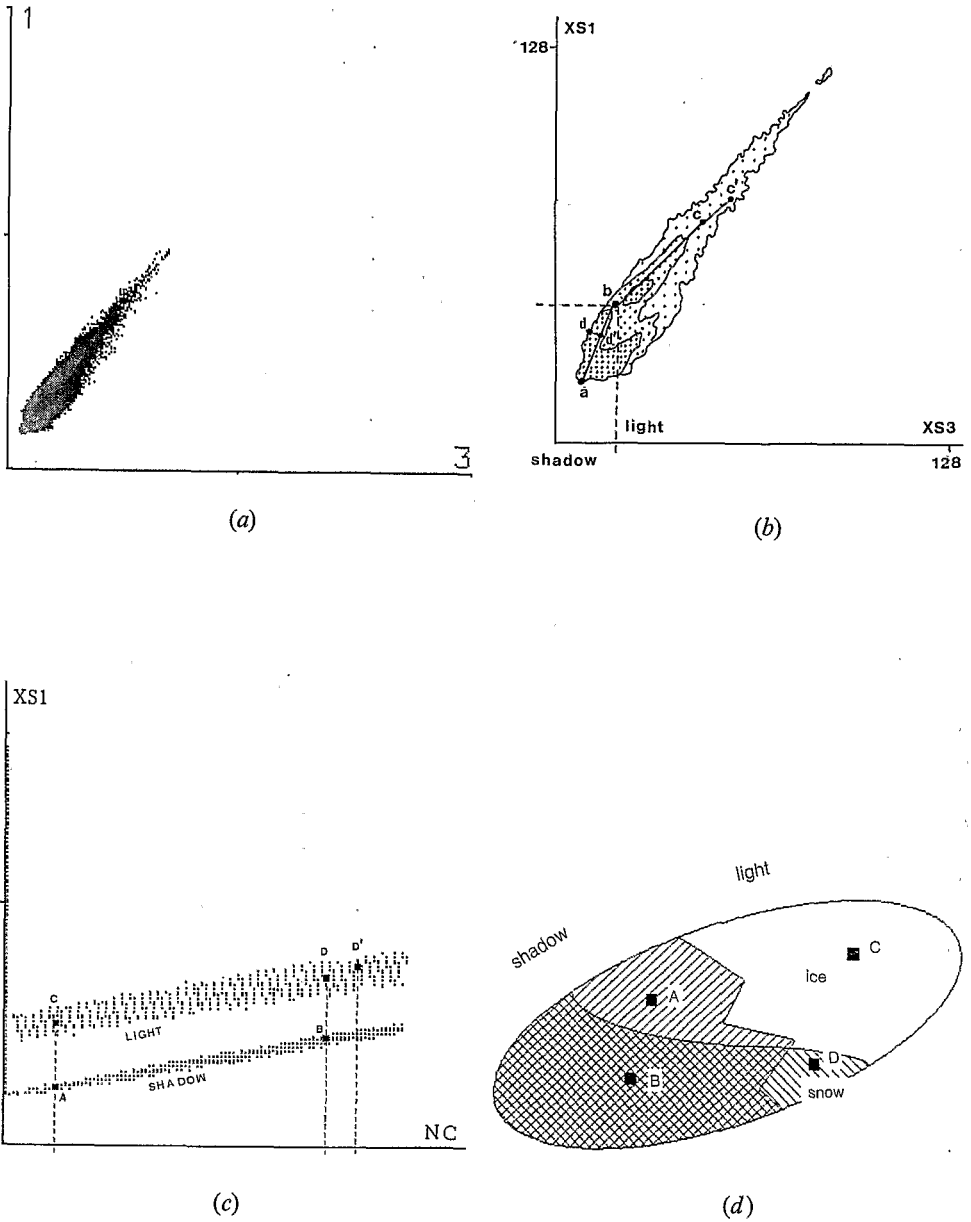 1
3
(a)
XS1
128
c'
c
b
d
d'
a
light
XS3
shadow
128
(b)
XS1
D
D'
C
LIGHT
B
SHADOW
A
NC
(c)
light
shadow
C
ice
A
D
B
snow
(d)